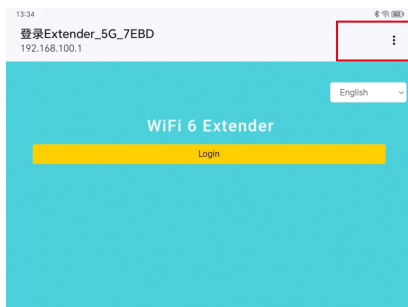 13:34
登录Extender_5G_7EBD
192.168.100.1
English
WiFi 6 Extender
Login